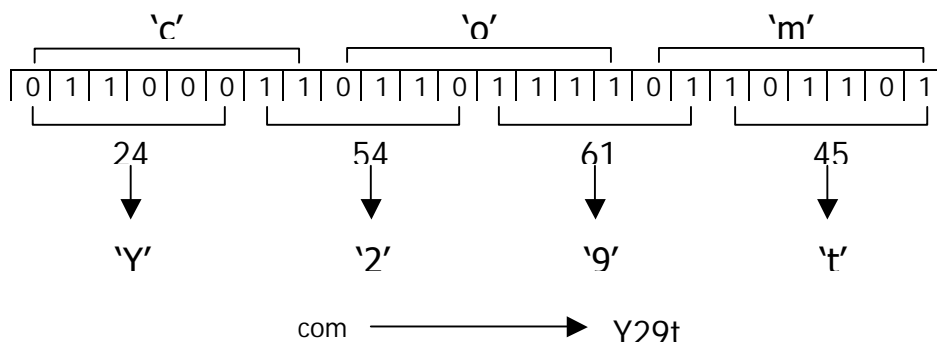 ‘c’ ‘o’ ‘m’
0 1 1 0 0 0 1 1 0 1 1 0 1 1 1 1 0 1 1 0 1 1 0 1
24 54 61 45
‘Y’ ‘2’ ‘9’ ‘t’
com Y29t